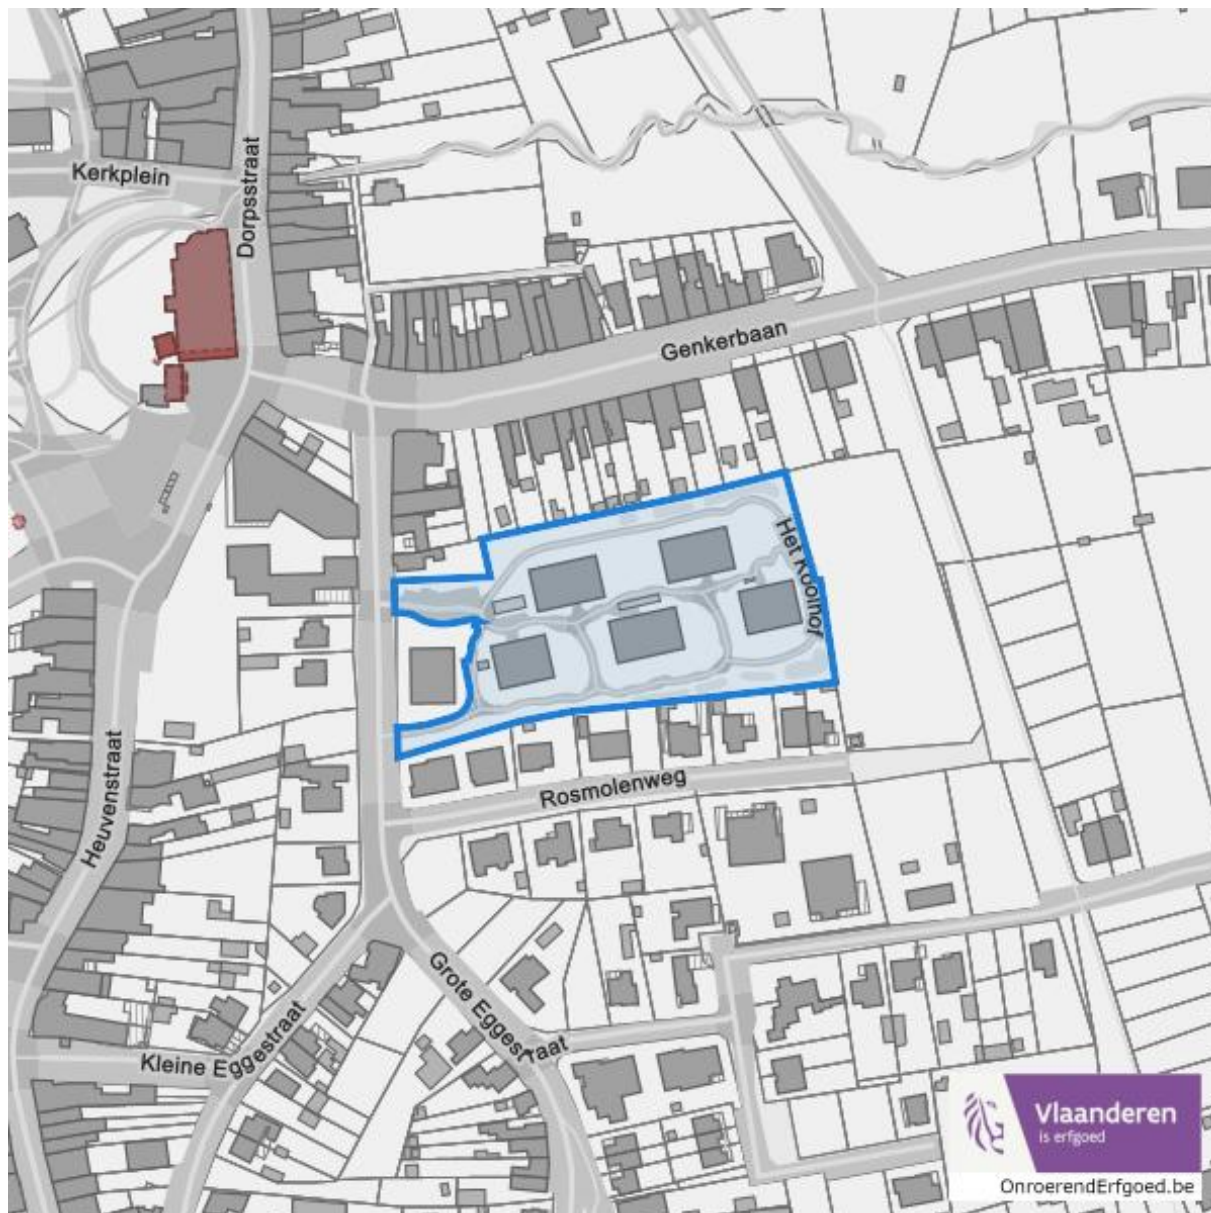 Kerkplein
Dorpsstraat
Genkerbaan
Het Koolhof
Heuvenstraat
Rosmolenweg
Grote Eggestraat
Kleine Eggestraat
Vlaanderen
is erfgoed
OnroerendErfgoed.be